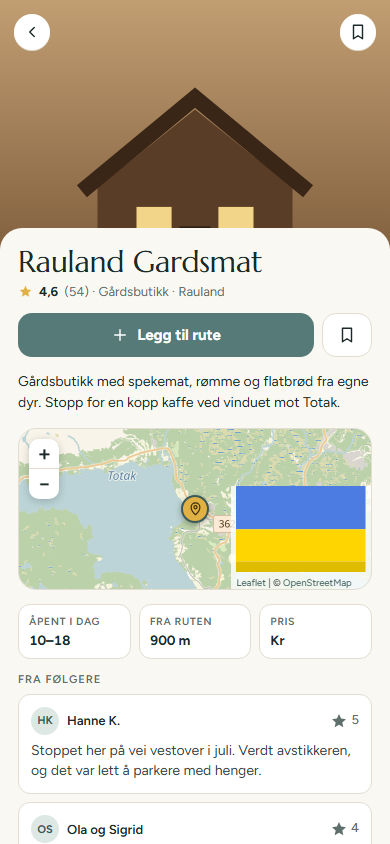 Rauland Gardsmat
4,6 (54) · Gårdsbutikk · Rauland
Legg til rute
Gårdsbutikk med spekemat, rømme og flatbrød fra egne
dyr. Stopp for en kopp kaffe ved vinduet mot Totak.
+
−
Totak
36
Leaflet | © OpenStreetMap
ÅPENT I DAG
10–18
FRA RUTEN
900 m
PRIS
Kr
FRA FØLGERE
HK Hanne K. 5
Stoppet her på vei vestover i juli. Verdt avstikkeren,
og det var lett å parkere med henger.
OS Ola og Sigrid 4